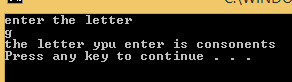 C:\WINDO
enter the letter
g
the letter ypu enter is consonents
Press any key to continue . . .